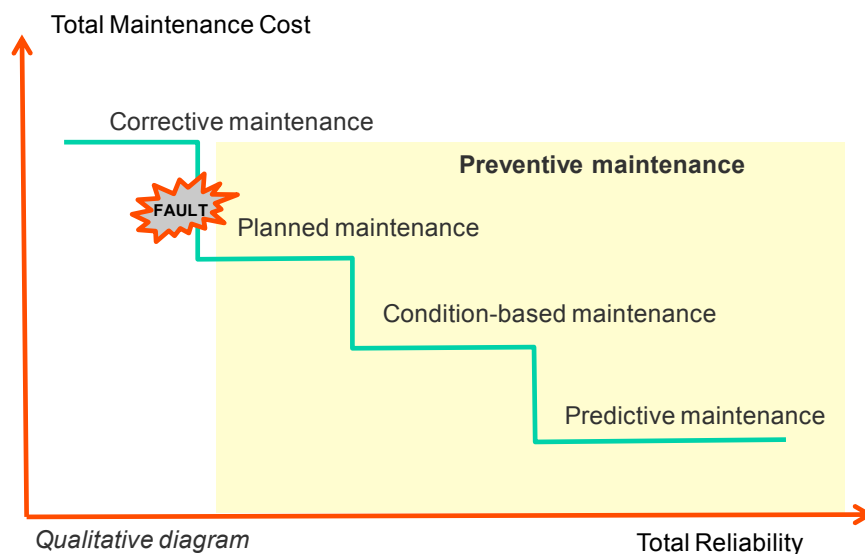 Total Maintenance Cost
Corrective maintenance
Preventive maintenance
FAULT
Planned maintenance
Condition-based maintenance
Predictive maintenance
Qualitative diagram
Total Reliability